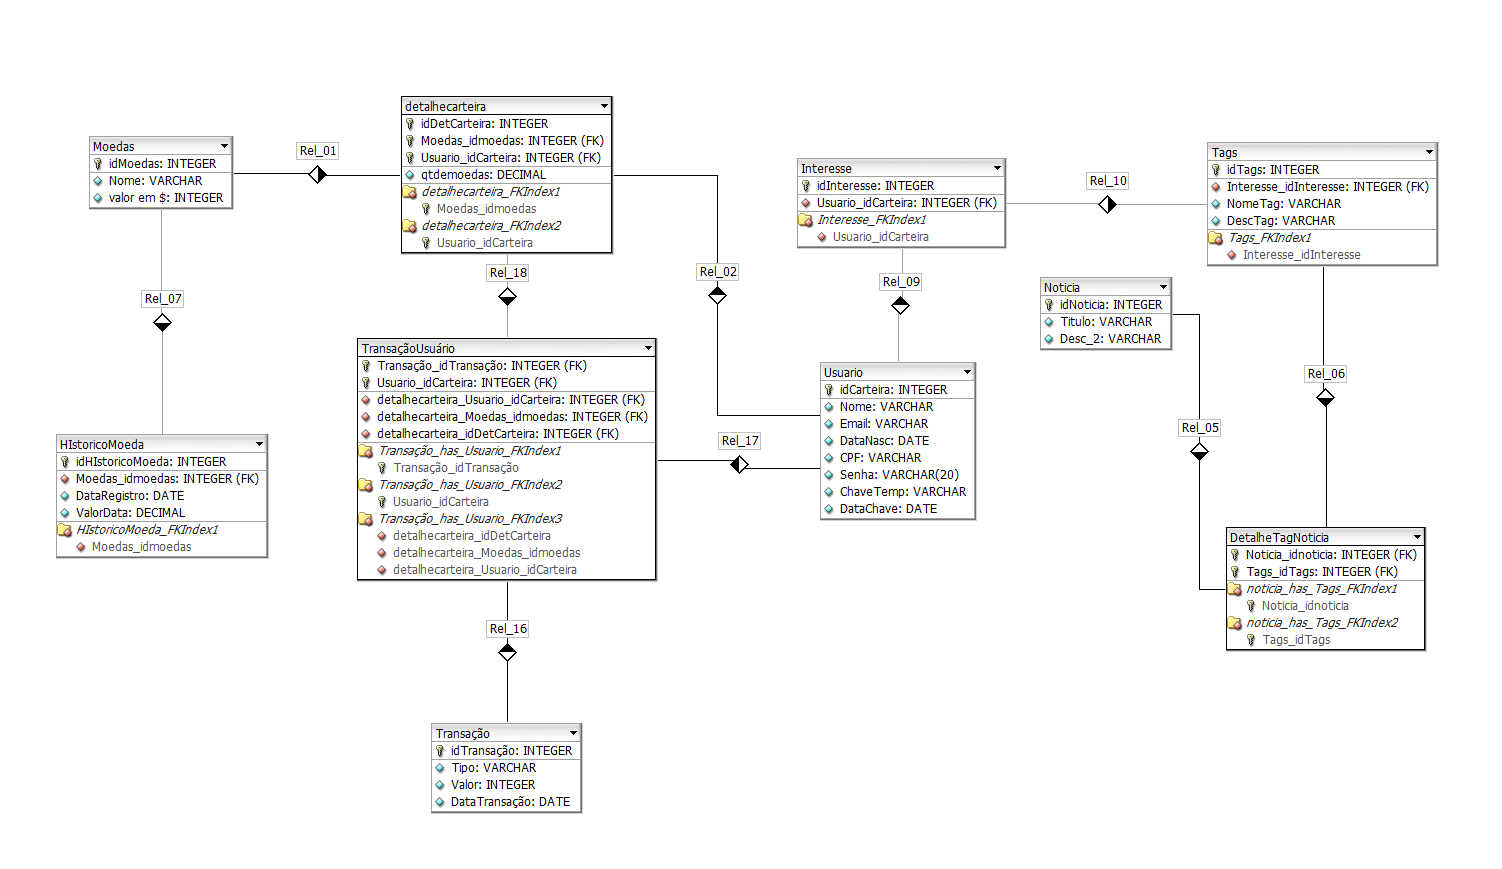 detalhecarteira
idDetCarteira: INTEGER
Moedas_idmoedas: INTEGER (FK)
Usuario_idCarteira: INTEGER (FK)
qtdemoedas: DECIMAL
detalhecarteira_FKIndex1
Moedas_idmoedas
detalhecarteira_FKIndex2
Usuario_idCarteira
Moedas
idMoedas: INTEGER
Nome: VARCHAR
valor em $: INTEGER
Rel_01
Interesse
idInteresse: INTEGER
Usuario_idCarteira: INTEGER (FK)
Interesse_FKIndex1
Usuario_idCarteira
Rel_10
Tags
idTags: INTEGER
Interesse_idInteresse: INTEGER (FK)
NomeTag: VARCHAR
DescTag: VARCHAR
Tags_FKIndex1
Interesse_idInteresse
Rel_18
Rel_02
Rel_09
Noticia
idNoticia: INTEGER
Titulo: VARCHAR
Desc_2: VARCHAR
Rel_07
TransaçãoUsuário
Transação_idTransação: INTEGER (FK)
Usuario_idCarteira: INTEGER (FK)
detalhecarteira_Usuario_idCarteira: INTEGER (FK)
detalhecarteira_Moedas_idmoedas: INTEGER (FK)
detalhecarteira_idDetCarteira: INTEGER (FK)
Transação_has_Usuario_FKIndex1
Transação_idTransação
Transação_has_Usuario_FKIndex2
Usuario_idCarteira
Transação_has_Usuario_FKIndex3
detalhecarteira_idDetCarteira
detalhecarteira_Moedas_idmoedas
detalhecarteira_Usuario_idCarteira
Usuario
idCarteira: INTEGER
Nome: VARCHAR
Email: VARCHAR
DataNasc: DATE
CPF: VARCHAR
Senha: VARCHAR(20)
ChaveTemp: VARCHAR
DataChave: DATE
Rel_06
Rel_05
Rel_17
HIstoricoMoeda
idHIstoricoMoeda: INTEGER
Moedas_idmoedas: INTEGER (FK)
DataRegistro: DATE
ValorData: DECIMAL
HIstoricoMoeda_FKIndex1
Moedas_idmoedas
DetalheTagNoticia
Noticia_idnoticia: INTEGER (FK)
Tags_idTags: INTEGER (FK)
noticia_has_Tags_FKIndex1
Noticia_idnoticia
noticia_has_Tags_FKIndex2
Tags_idTags
Rel_16
Transação
idTransação: INTEGER
Tipo: VARCHAR
Valor: INTEGER
DataTransação: DATE